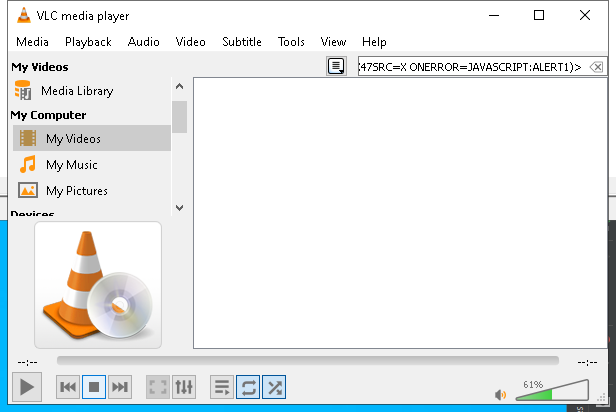 VLC media player
Media Playback Audio Video Subtitle Tools View Help
My Videos
<47SRC=X ONERROR=JAVASCRIPT:ALERT1)>
Media Library
My Computer
My Videos
My Music
My Pictures
Devices
--:--
--:--
61%